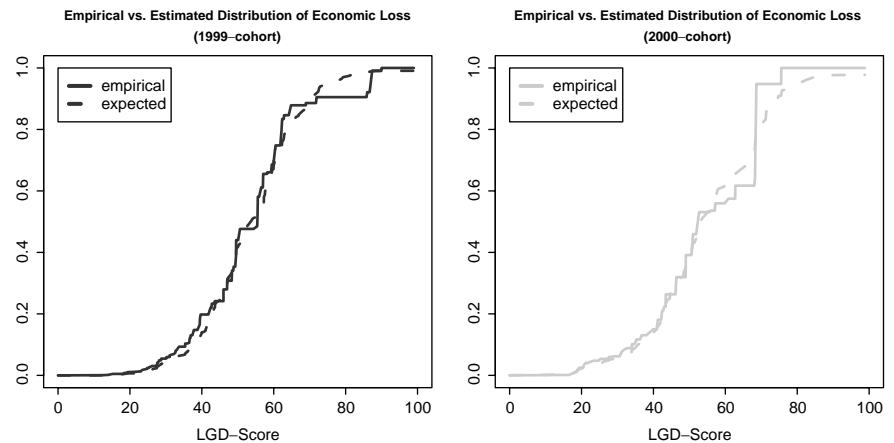 Empirical vs. Estimated Distribution of Economic Loss
(1999−cohort)
empirical
expected
0.0
0.2
0.4
0.6
0.8
1.0
0 20 40 60 80 100
LGD−Score
Empirical vs. Estimated Distribution of Economic Loss
(2000−cohort)
empirical
expected
0.0
0.2
0.4
0.6
0.8
1.0
0 20 40 60 80 100
LGD−Score